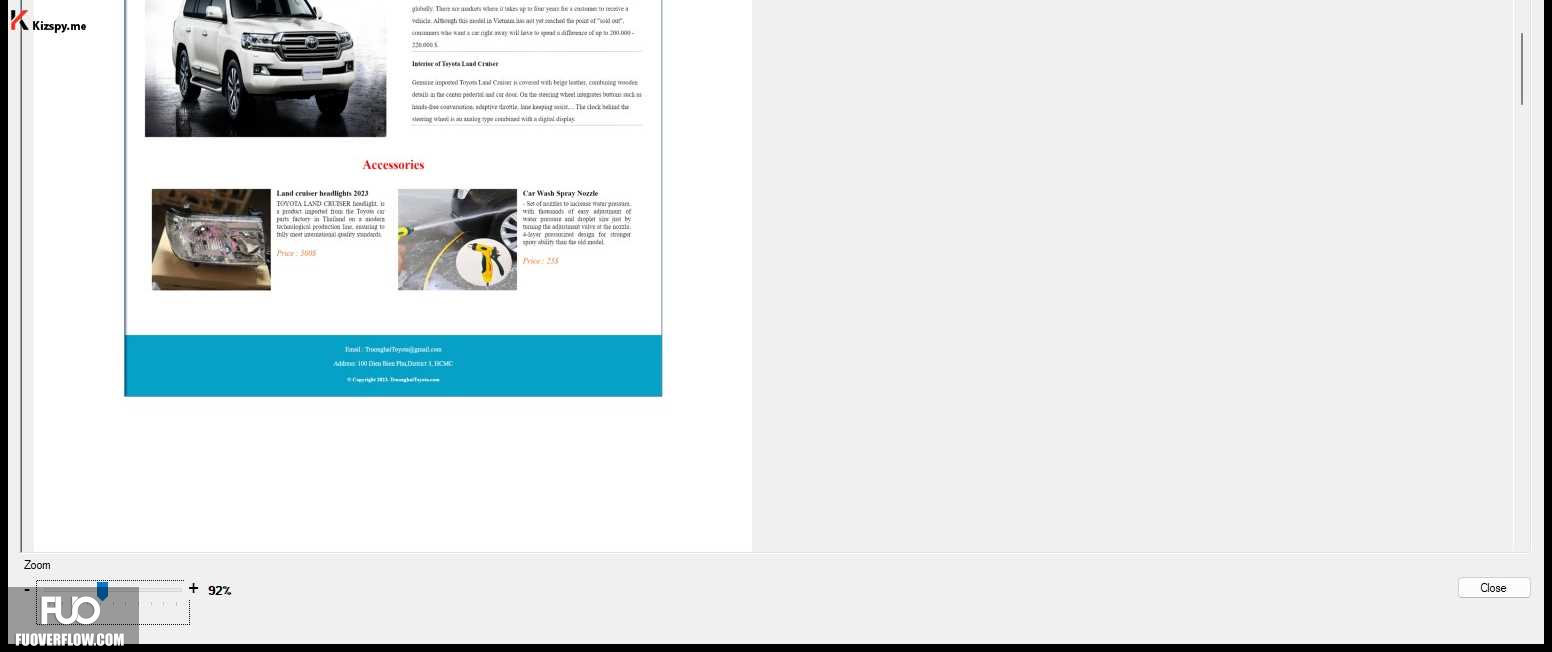 Kizspy.me
globally. There are markets where it takes up to four years for a customer to receive a
vehicle. Although this model in Vietnam has not yet reached the point of "sold out",
consumers who want a car right away will have to spend a difference of up to 200.000 -
220.000 $.
Interior of Toyota Land Cruiser
Genuine imported Toyota Land Cruiser is covered with beige leather, combining wooden
details in the center pedestal and car door. On the steering wheel integrates buttons such as
hands-free conversation, adaptive throttle, lane keeping assist,... The clock behind the
steering wheel is an analog type combined with a digital display.
Accessories
Land cruiser headlights 2023
TOYOTA LAND CRUISER headlight, is
a product imported from the Toyota car
parts factory in Thailand on a modern
technological production line, ensuring to
fully meet international quality standards.
Price : 500$
Car Wash Spray Nozzle
- Set of nozzles to increase water pressure,
with thousands of easy adjustment of
water pressure and droplet size just by
turning the adjustment valve at the nozzle.
4-layer pressurized design for stronger
spray ability than the old model.
Price : 25$
Email : TruonghaiToyota@gmail.com
Address: 100 Dien Bien Phu,District 3, HCMC
© Copyright 2023. TruonghaiToyota.com
Zoom
- + 92%
Close
FUO
FUOVERFLOW.COM